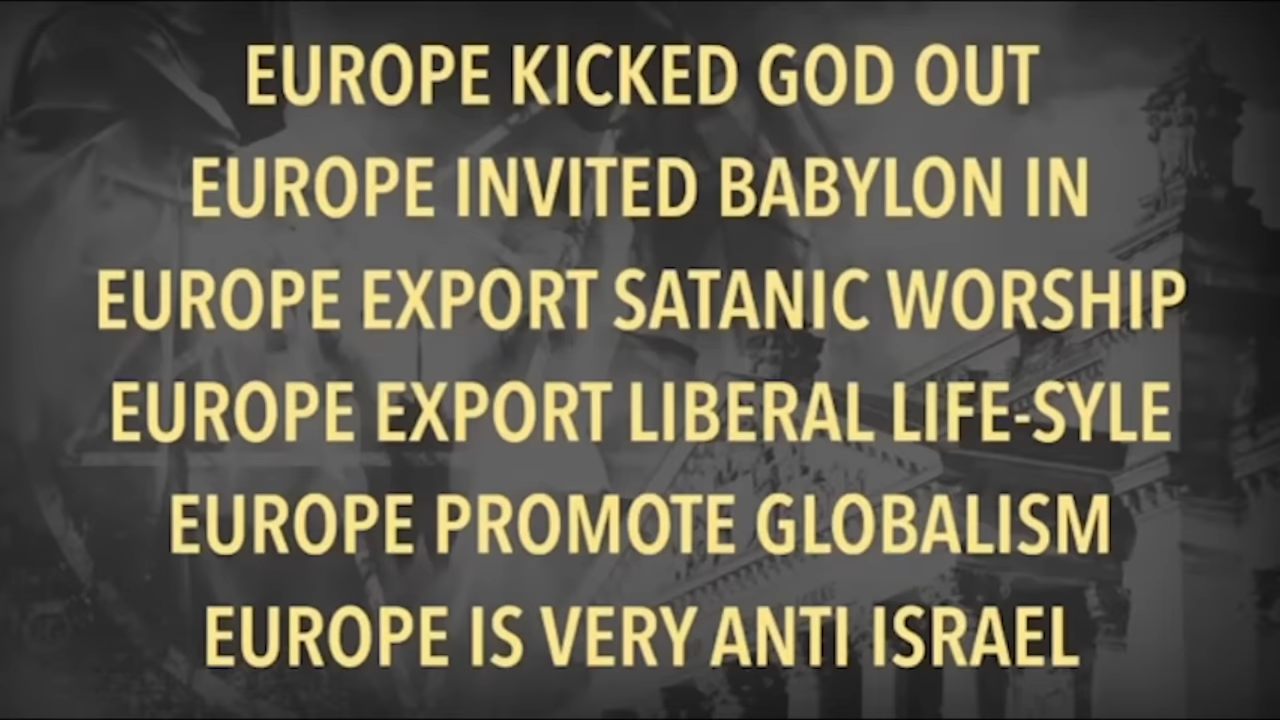 EUROPE KICKED GOD OUT
EUROPE INVITED BABYLON IN
EUROPE EXPORT SATANIC WORSHIP
EUROPE EXPORT LIBERAL LIFE-SYLE
EUROPE PROMOTE GLOBALISM
EUROPE IS VERY ANTI ISRAEL